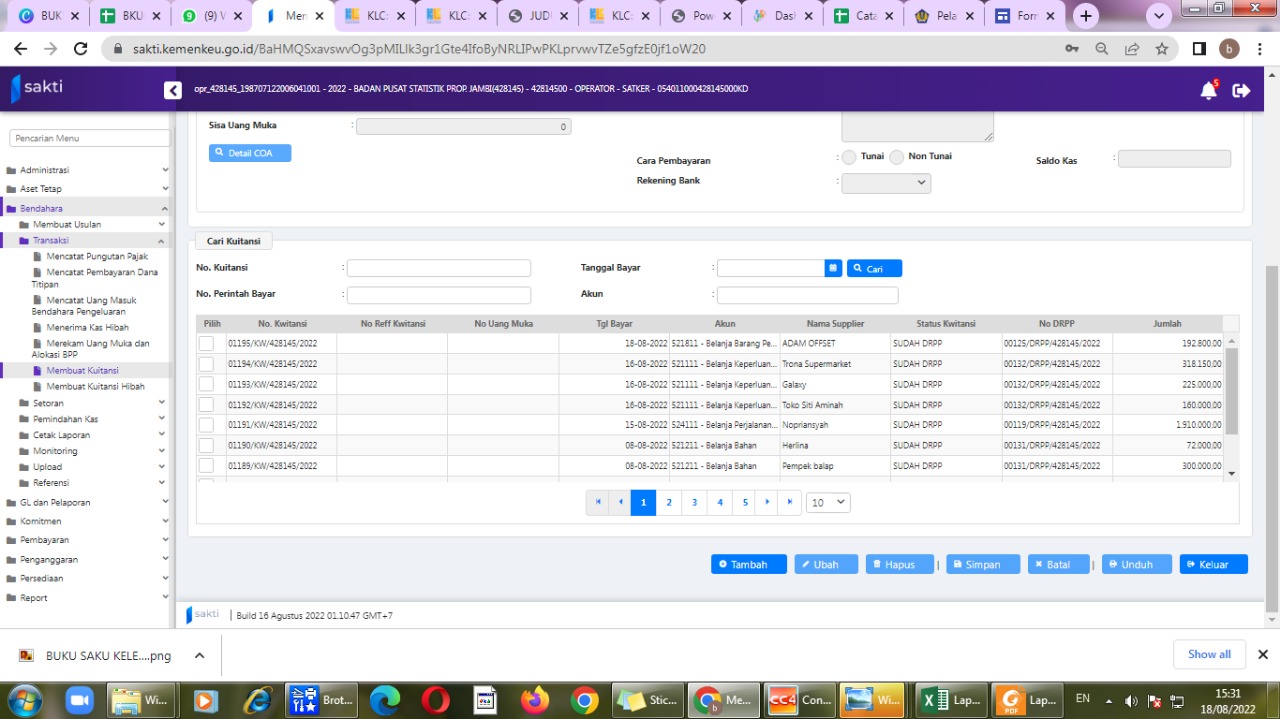 BUK
BKU
(9) V
Mer
KLC
KLC
JUD
KLC
Pow
Das
Cata
Pela
Forr
sakti.kemenkeu.go.id/
b
sakti
opr_428145_198707122006041001 - 2022 - BADAN PUSAT STATISTIK PROP. JAMBI(428145) - 42814500 - OPERATOR - SATKER - 054011000428145000KD
5
Pencarian Menu
Administrasi
Aset Tetap
Bendahara
Membuat Usulan
Transaksi
Mencatat Pungutan Pajak
Mencatat Pembayaran Dana
Titipan
Mencatat Uang Masuk
Bendahara Pengeluaran
Menerima Kas Hibah
Merekam Uang Muka dan
Alokasi BPP
Membuat Kuitansi
Membuat Kuitansi Hibah
Setoran
Pemindahan Kas
Cetak Laporan
Monitoring
Upload
Referensi
GL dan Pelaporan
Komitmen
Pembayaran
Penganggaran
Persediaan
Report
Sisa Uang Muka : 0
Detail COA
Cara Pembayaran : Tunai Non Tunai
Saldo Kas :
Rekening Bank :
Cari Kuitansi
No. Kuitansi : Tanggal Bayar : Cari
No. Perintah Bayar : Akun :
Pilih No. Kwitansi No Reff Kwitansi No Uang Muka Tgl Bayar Akun Nama Supplier Status Kwitansi No DRPP Jumlah
01195/KW/428145/2022 18-08-2022 521811 - Belanja Barang Pe... ADAM OFFSET SUDAH DRPP 00125/DRPP/428145/2022 192.800.00
01194/KW/428145/2022 16-08-2022 521111 - Belanja Keperluan... Trona Supermarket SUDAH DRPP 00132/DRPP/428145/2022 318.150.00
01193/KW/428145/2022 16-08-2022 521111 - Belanja Keperluan... Galaxy SUDAH DRPP 00132/DRPP/428145/2022 225.000.00
01192/KW/428145/2022 16-08-2022 521111 - Belanja Keperluan... Toko Siti Aminah SUDAH DRPP 00132/DRPP/428145/2022 160.000.00
01191/KW/428145/2022 15-08-2022 524111 - Belanja Perjalanan... Nopriansyah SUDAH DRPP 00119/DRPP/428145/2022 1.910.000.00
01190/KW/428145/2022 08-08-2022 521211 - Belanja Bahan Herlina SUDAH DRPP 00131/DRPP/428145/2022 72.000.00
01189/KW/428145/2022 08-08-2022 521211 - Belanja Bahan Pempek balap SUDAH DRPP 00131/DRPP/428145/2022 300.000.00
1 2 3 4 5 10
Tambah Ubah Hapus | Simpan Batal | Unduh Keluar
sakti | Build 16 Agustus 2022 01.10.47 GMT+7
BUKU SAKU KELE....png
Show all
Wi...
Brot...
Stic...
Me...
CC4 Con...
Wi...
Lap...
PDF Lap...
EN
15:31
18/08/2022